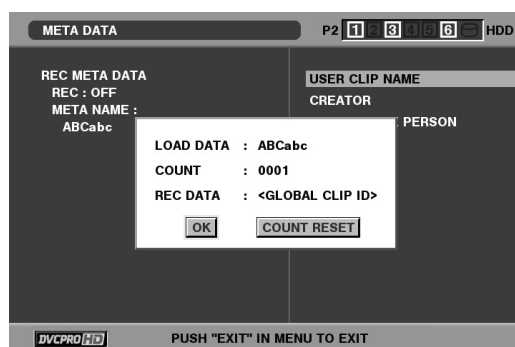 META DATA
P2 1 2 3 4 5 6 HDD
REC META DATA
REC : OFF
META NAME :
ABCabc
USER CLIP NAME
CREATOR
PERSON
LOAD DATA : ABCabc
COUNT : 0001
REC DATA : <GLOBAL CLIP ID>
OK
COUNT RESET
DVCPRO HD
PUSH "EXIT" IN MENU TO EXIT